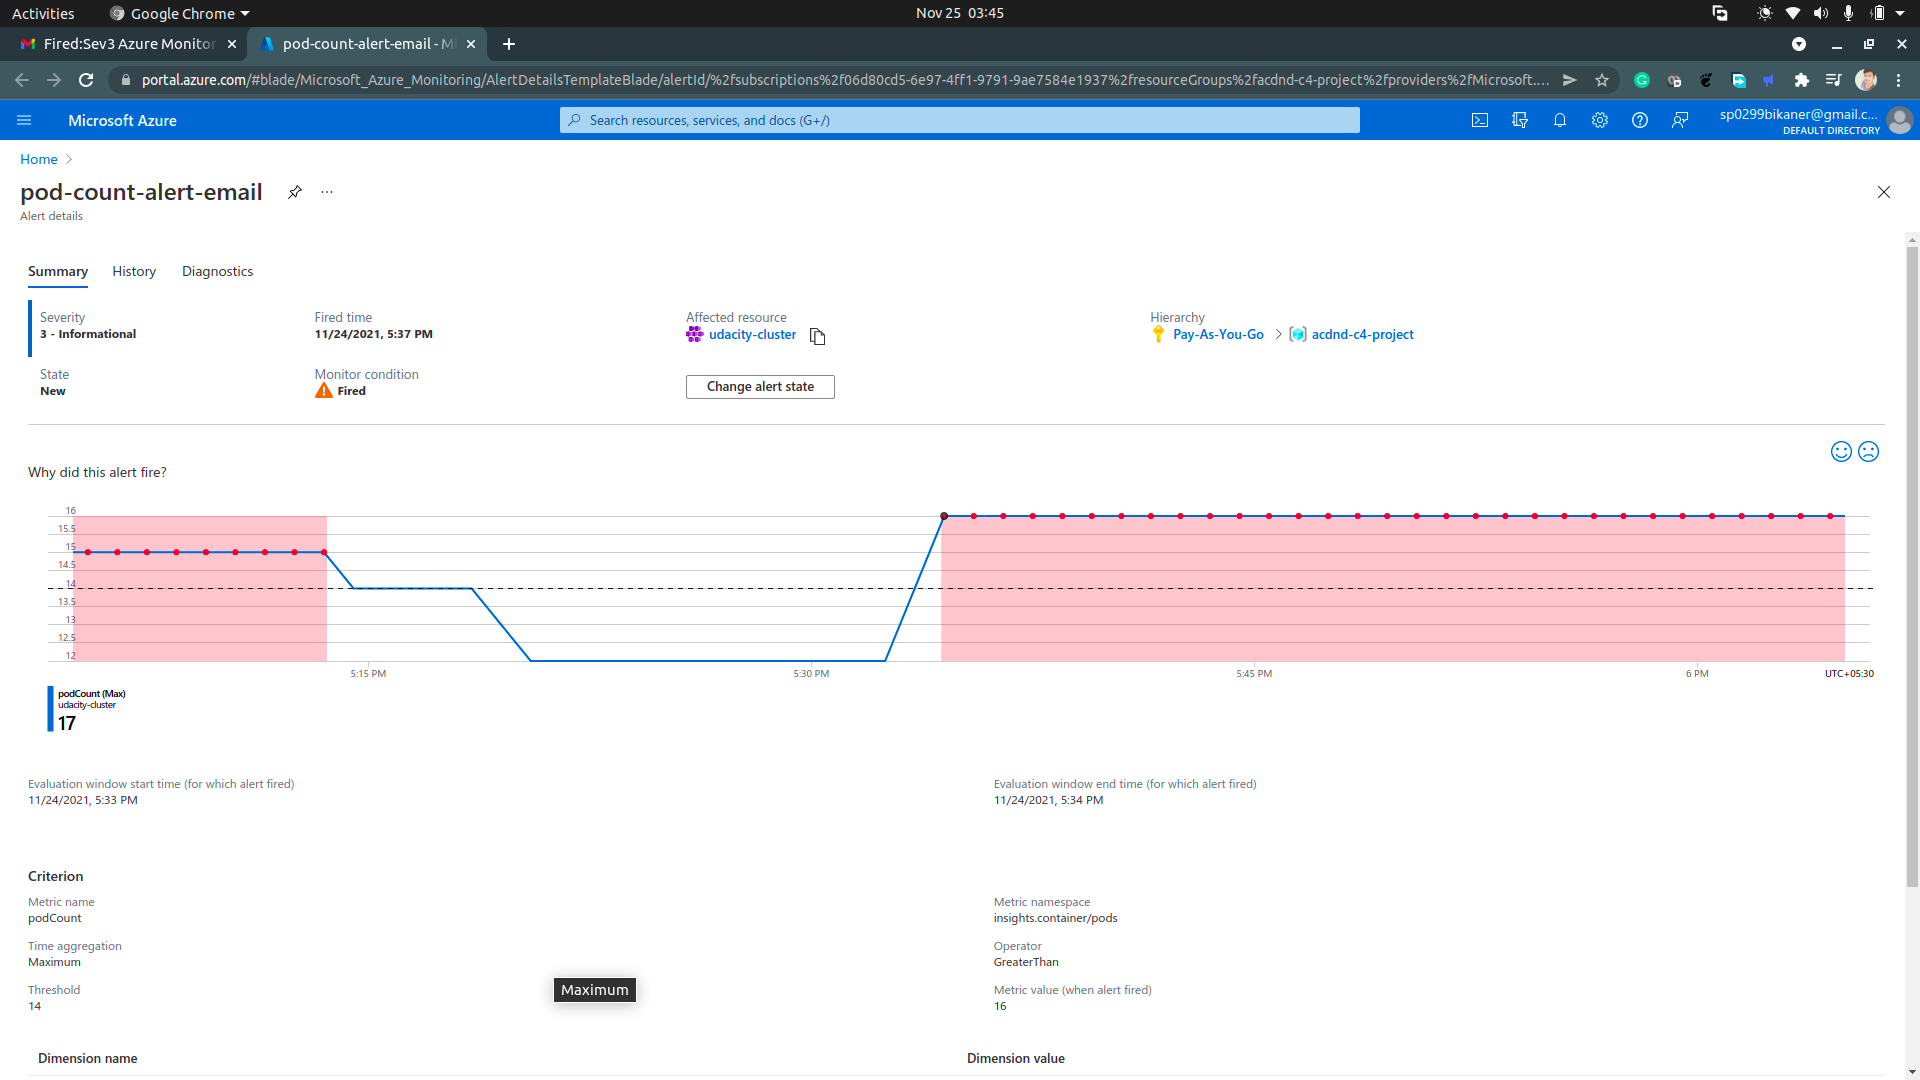 Activities
Google Chrome
Nov 25 03:45
Fired:Sev3 Azure Monitor
pod-count-alert-email - M
portal.azure.com/#blade/Microsoft_Azure_Monitoring/AlertDetailsTemplateBlade/alertId/%2fsubscriptions%2f06d80cd5-6e97-4ff1-9791-9ae7584e1937%2fresourceGroups%2facdnd-c4-project%2fproviders%2fMicrosoft....
Microsoft Azure
Search resources, services, and docs (G+/)
sp0299bikaner@gmail.c...
DEFAULT DIRECTORY
Home
pod-count-alert-email
...
Alert details
Summary
History
Diagnostics
Severity
3 - Informational
Fired time
11/24/2021, 5:37 PM
Affected resource
udacity-cluster
Hierarchy
Pay-As-You-Go > acdnd-c4-project
State
New
Monitor condition
Fired
Change alert state
Why did this alert fire?
16
15.5
15
14.5
14
13.5
13
12.5
12
5:15 PM
5:30 PM
5:45 PM
6 PM
UTC+05:30
podCount (Max)
udacity-cluster
17
Evaluation window start time (for which alert fired)
11/24/2021, 5:33 PM
Evaluation window end time (for which alert fired)
11/24/2021, 5:34 PM
Criterion
Metric name
podCount
Metric namespace
insights.container/pods
Time aggregation
Maximum
Operator
GreaterThan
Threshold
14
Maximum
Metric value (when alert fired)
16
Dimension name
Dimension value